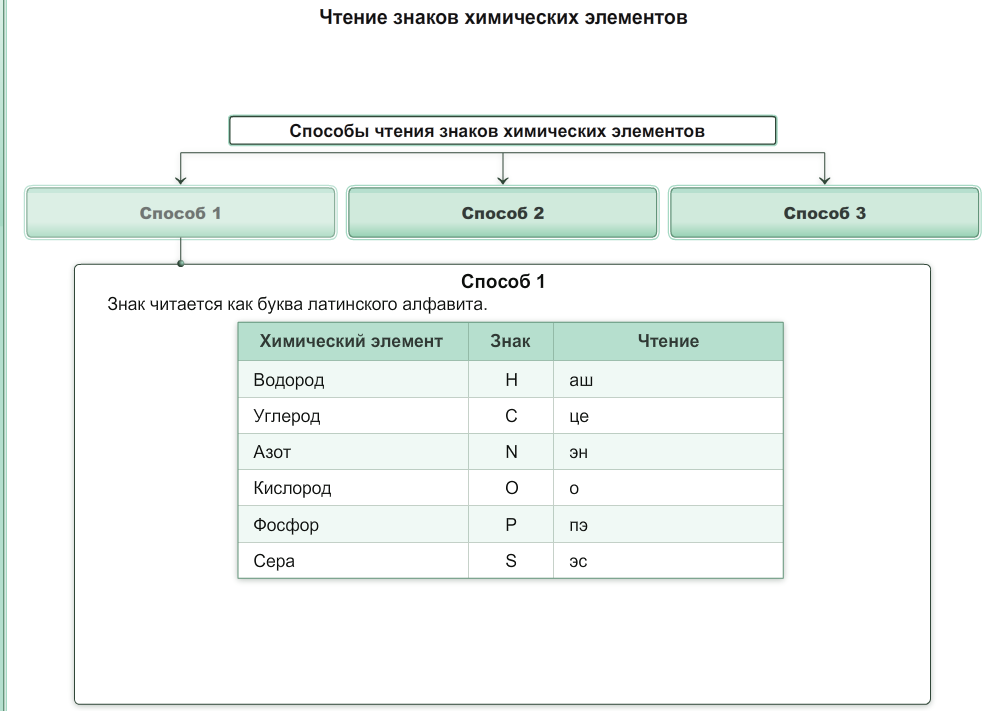 Чтение знаков химических элементов
Способы чтения знаков химических элементов
Способ 1 Способ 2 Способ 3
Способ 1
Знак читается как буква латинского алфавита.
Химический элемент Знак Чтение
Водород H аш
Углерод C це
Азот N эн
Кислород O о
Фосфор P пэ
Сера S эс